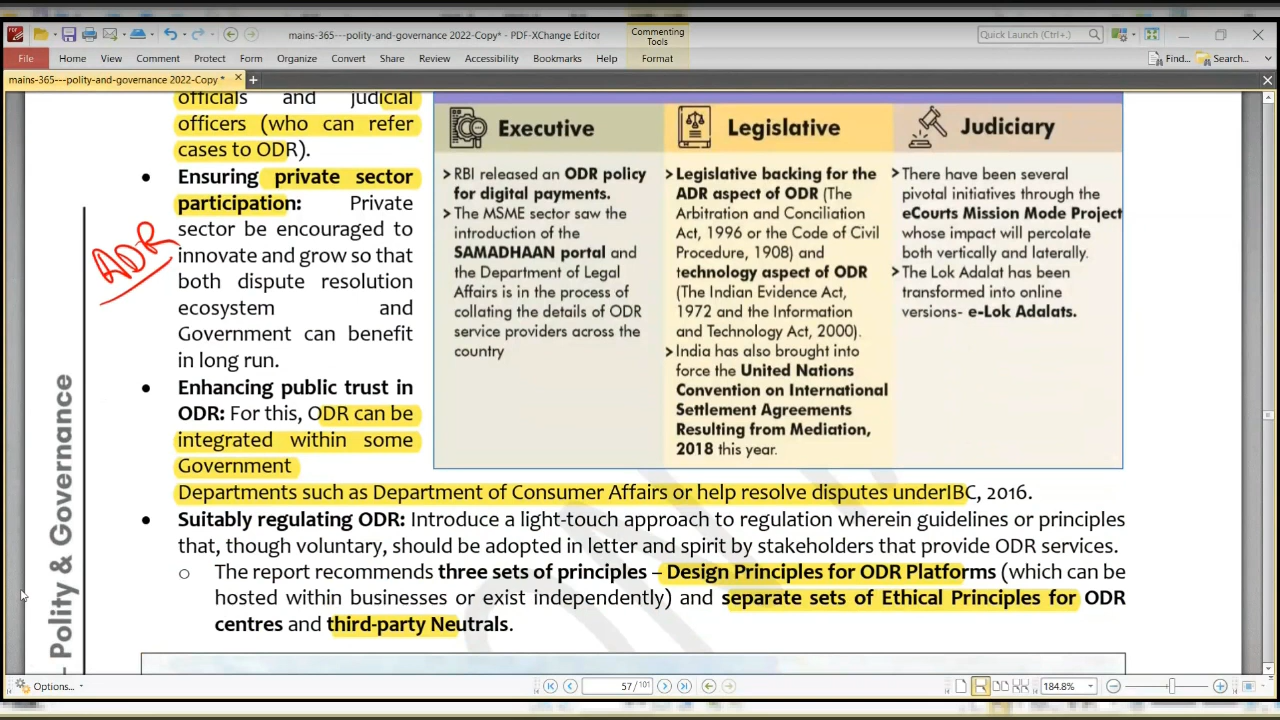 mains-365---polity-and-governance 2022-Copy* - PDF-XChange Editor
Commenting
Tools
Quick Launch (Ctrl+.)
File
Home
View
Comment
Protect
Form
Organize
Convert
Share
Review
Accessibility
Bookmarks
Help
Format
Find...
Search...
mains-365---polity-and-governance 2022-Copy *
officials and judicial
officers (who can refer
cases to ODR).
• Ensuring private sector
participation: Private
sector be encouraged to
innovate and grow so that
both dispute resolution
ecosystem and
Government can benefit
in long run.
• Enhancing public trust in
ODR: For this, ODR can be
integrated within some
Government
ADR
Executive
RBI released an ODR policy
for digital payments.
The MSME sector saw the
introduction of the
SAMADHAAN portal and
the Department of Legal
Affairs is in the process of
collating the details of ODR
service providers across the
country
Legislative
Legislative backing for the
ADR aspect of ODR (The
Arbitration and Conciliation
Act, 1996 or the Code of Civil
Procedure, 1908) and
technology aspect of ODR
(The Indian Evidence Act,
1972 and the Information
and Technology Act, 2000).
India has also brought into
force the United Nations
Convention on International
Settlement Agreements
Resulting from Mediation,
2018 this year.
Judiciary
There have been several
pivotal initiatives through the
eCourts Mission Mode Project
whose impact will percolate
both vertically and laterally.
The Lok Adalat has been
transformed into online
versions- e-Lok Adalats.
Departments such as Department of Consumer Affairs or help resolve disputes underIBC, 2016.
• Suitably regulating ODR: Introduce a light-touch approach to regulation wherein guidelines or principles
that, though voluntary, should be adopted in letter and spirit by stakeholders that provide ODR services.
o The report recommends three sets of principles – Design Principles for ODR Platforms (which can be
hosted within businesses or exist independently) and separate sets of Ethical Principles for ODR
centres and third-party Neutrals.
- Polity & Governance
Options...
57 / 101
184.8%